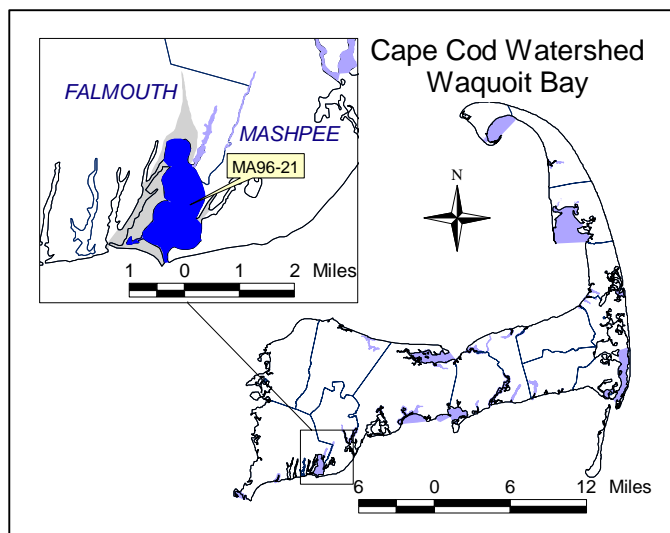 Cape Cod Watershed
Waquoit Bay
FALMOUTH
MASHPEE
MA96-21
1 0 1 2 Miles
N
6 0 6 12 Miles